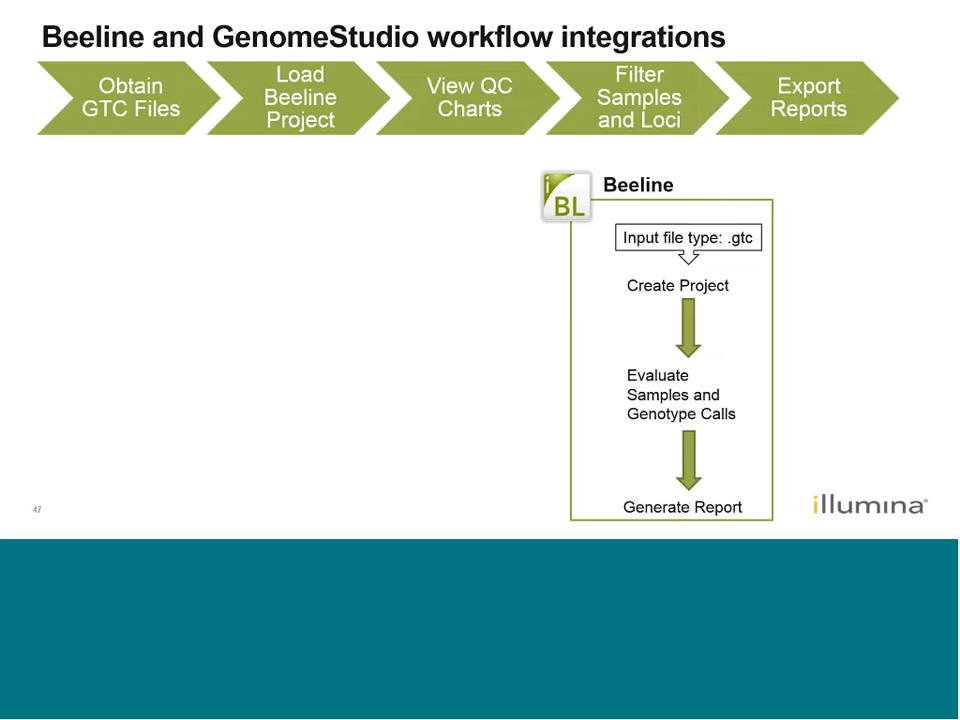 Beeline and GenomeStudio workflow integrations
Obtain
GTC Files
Load
Beeline
Project
View QC
Charts
Filter
Samples
and Loci
Export
Reports
i
BL
Beeline
Input file type: .gtc
Create Project
Evaluate
Samples and
Genotype Calls
Generate Report
47
illumina®